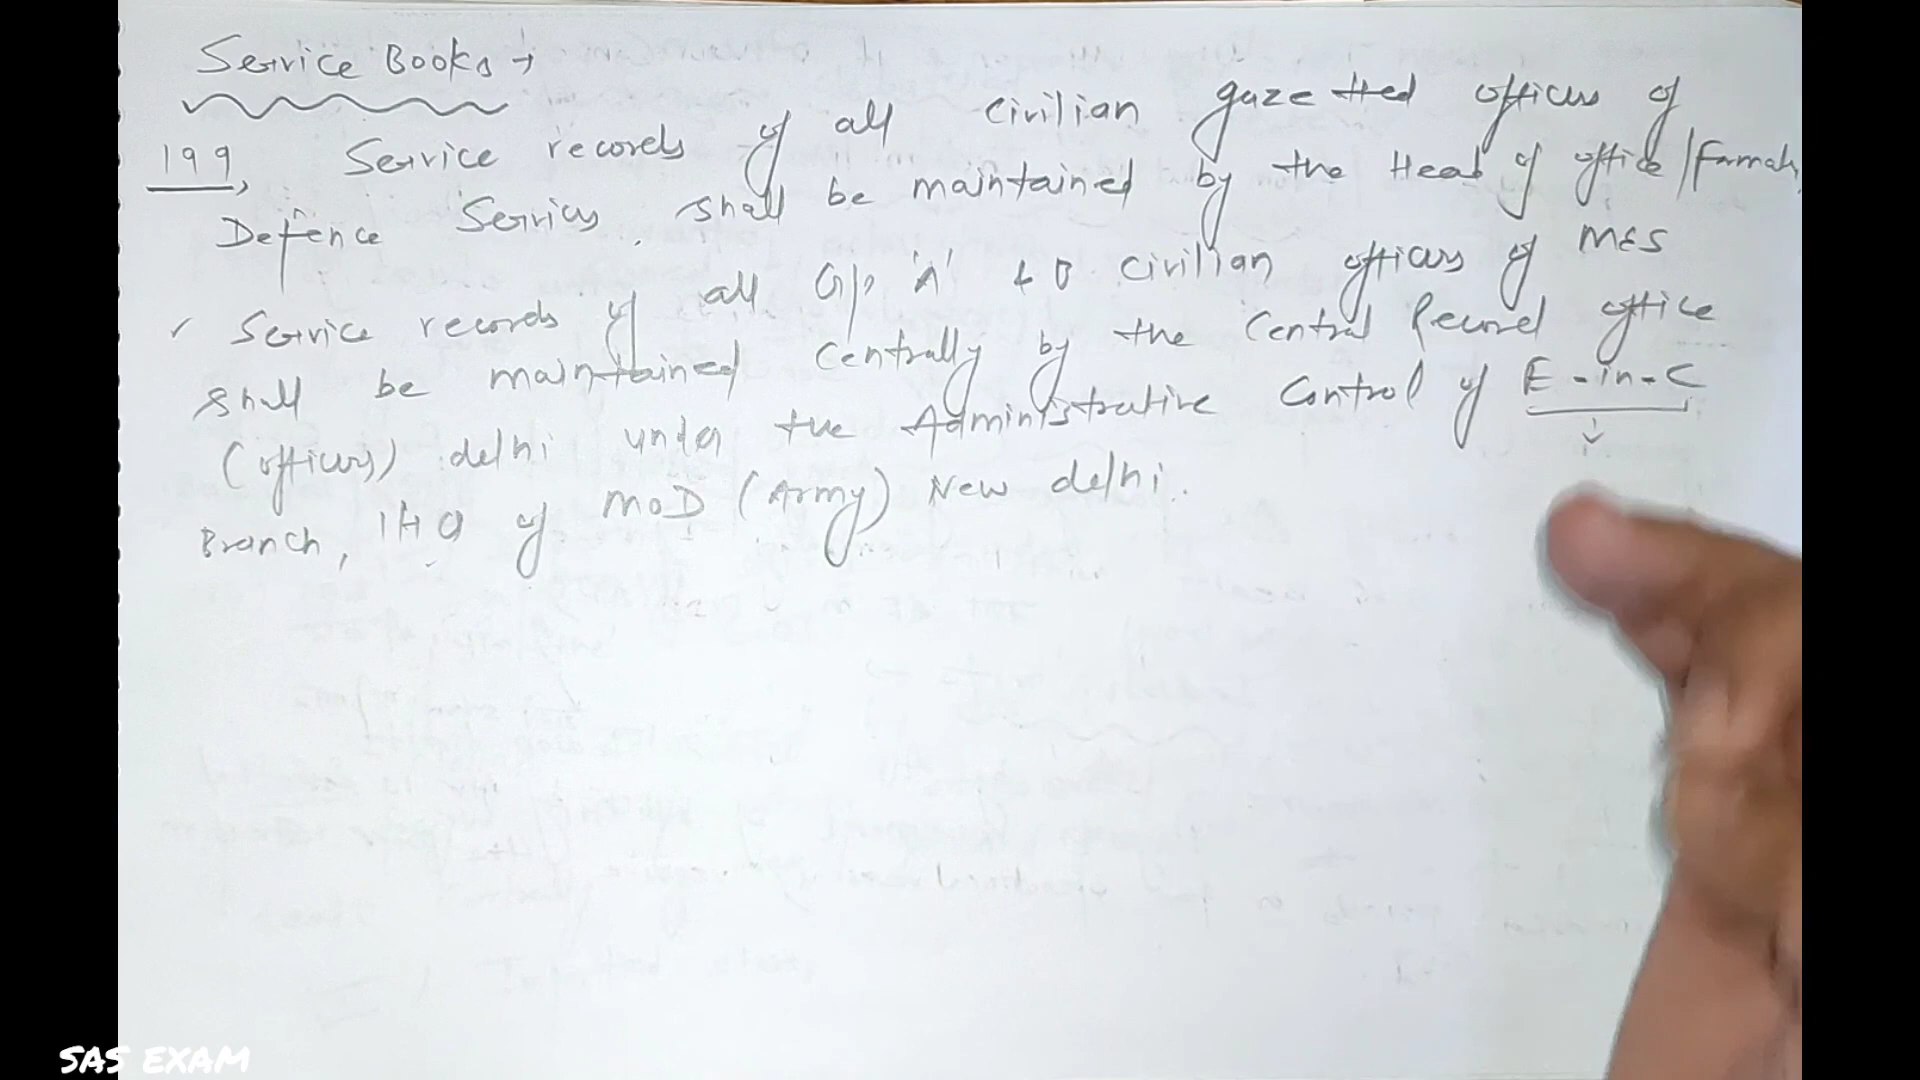 Service Books →
199, Service records of all civilian gazetted officers of
Defence Services, shall be maintained by the Head of office/Formatn
✓ Service records of all G/p 'A' & B civilian officers of MES
shall be maintained centrally by the Central Record office
(officers) delhi under the Administrative Control of E-in-C
Branch, IHQ of MoD (Army) New delhi.
SAS EXAM